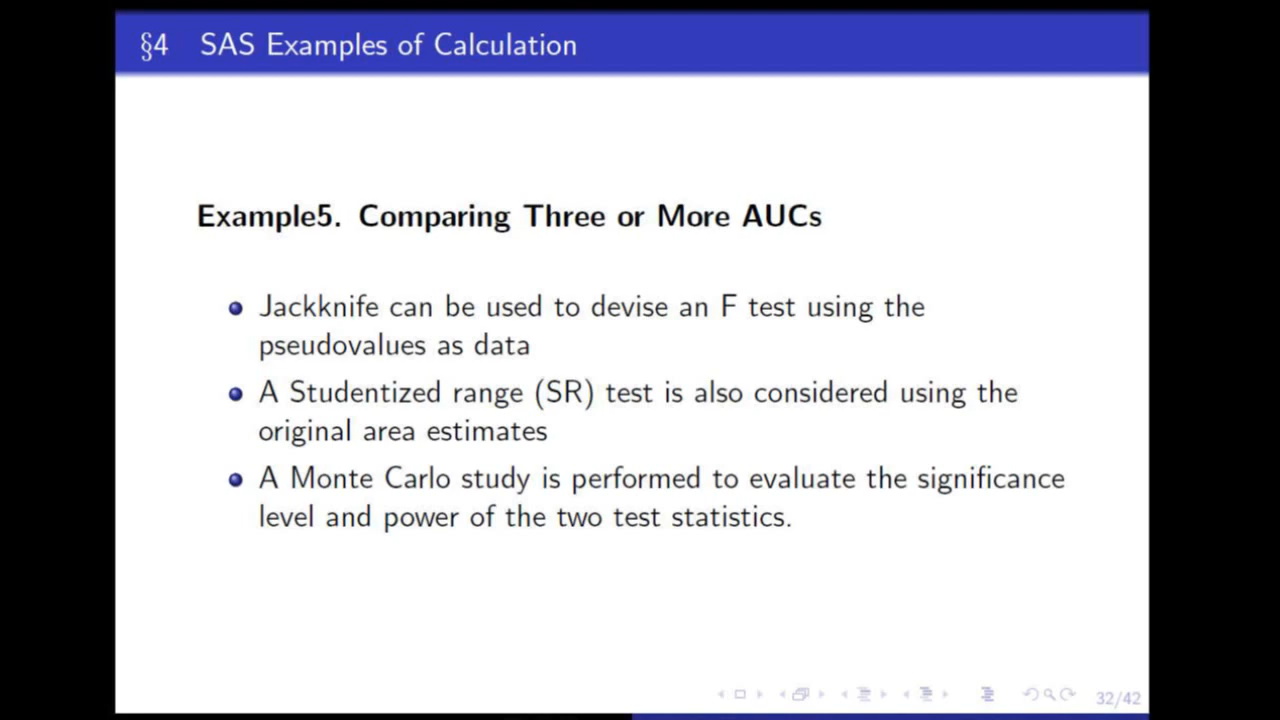 §4 SAS Examples of Calculation
Example5. Comparing Three or More AUCs
Jackknife can be used to devise an F test using the
pseudovalues as data
A Studentized range (SR) test is also considered using the
original area estimates
A Monte Carlo study is performed to evaluate the significance
level and power of the two test statistics.
32/42